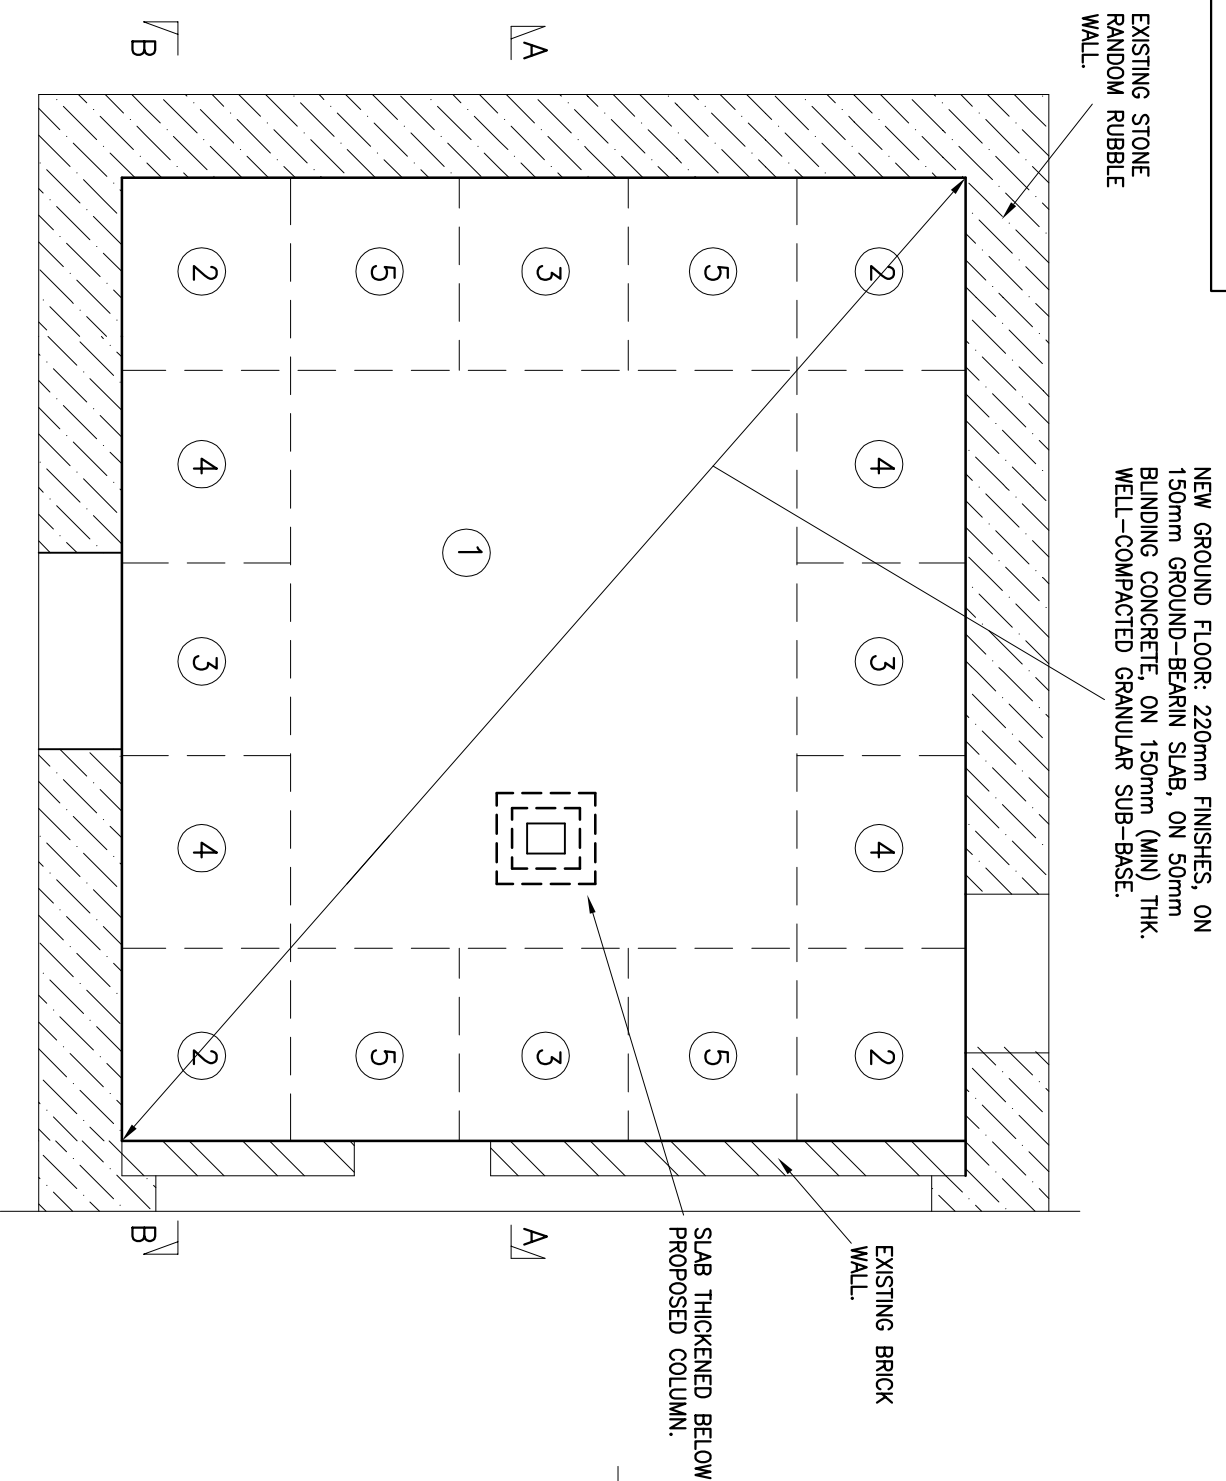 EXISTING STONE
RANDOM RUBBLE
WALL.
NEW GROUND FLOOR: 220mm FINISHES, ON
150mm GROUND-BEARIN SLAB, ON 50mm
BLINDING CONCRETE, ON 150mm (MIN) THK.
WELL-COMPACTED GRANULAR SUB-BASE.
A
A
2
4
3
4
2
5
5
3
3
1
5
5
2
4
3
4
2
B
B
EXISTING BRICK
WALL.
SLAB THICKENED BELOW
PROPOSED COLUMN.